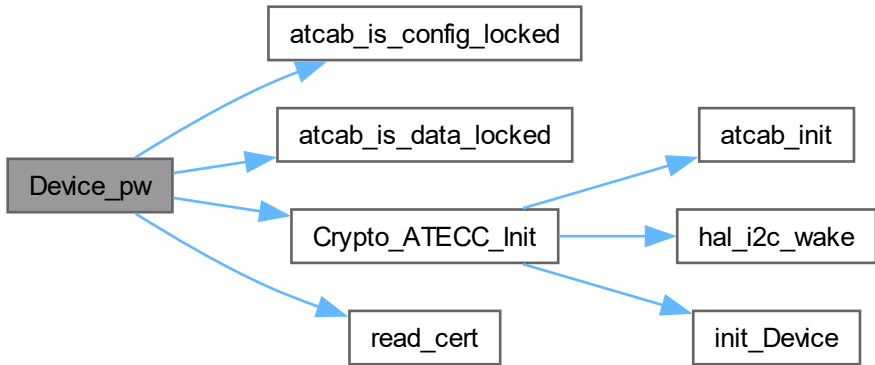 atcab_is_config_locked
atcab_is_data_locked
atcab_init
Device_pw
Crypto_ATECC_Init
hal_i2c_wake
read_cert
init_Device